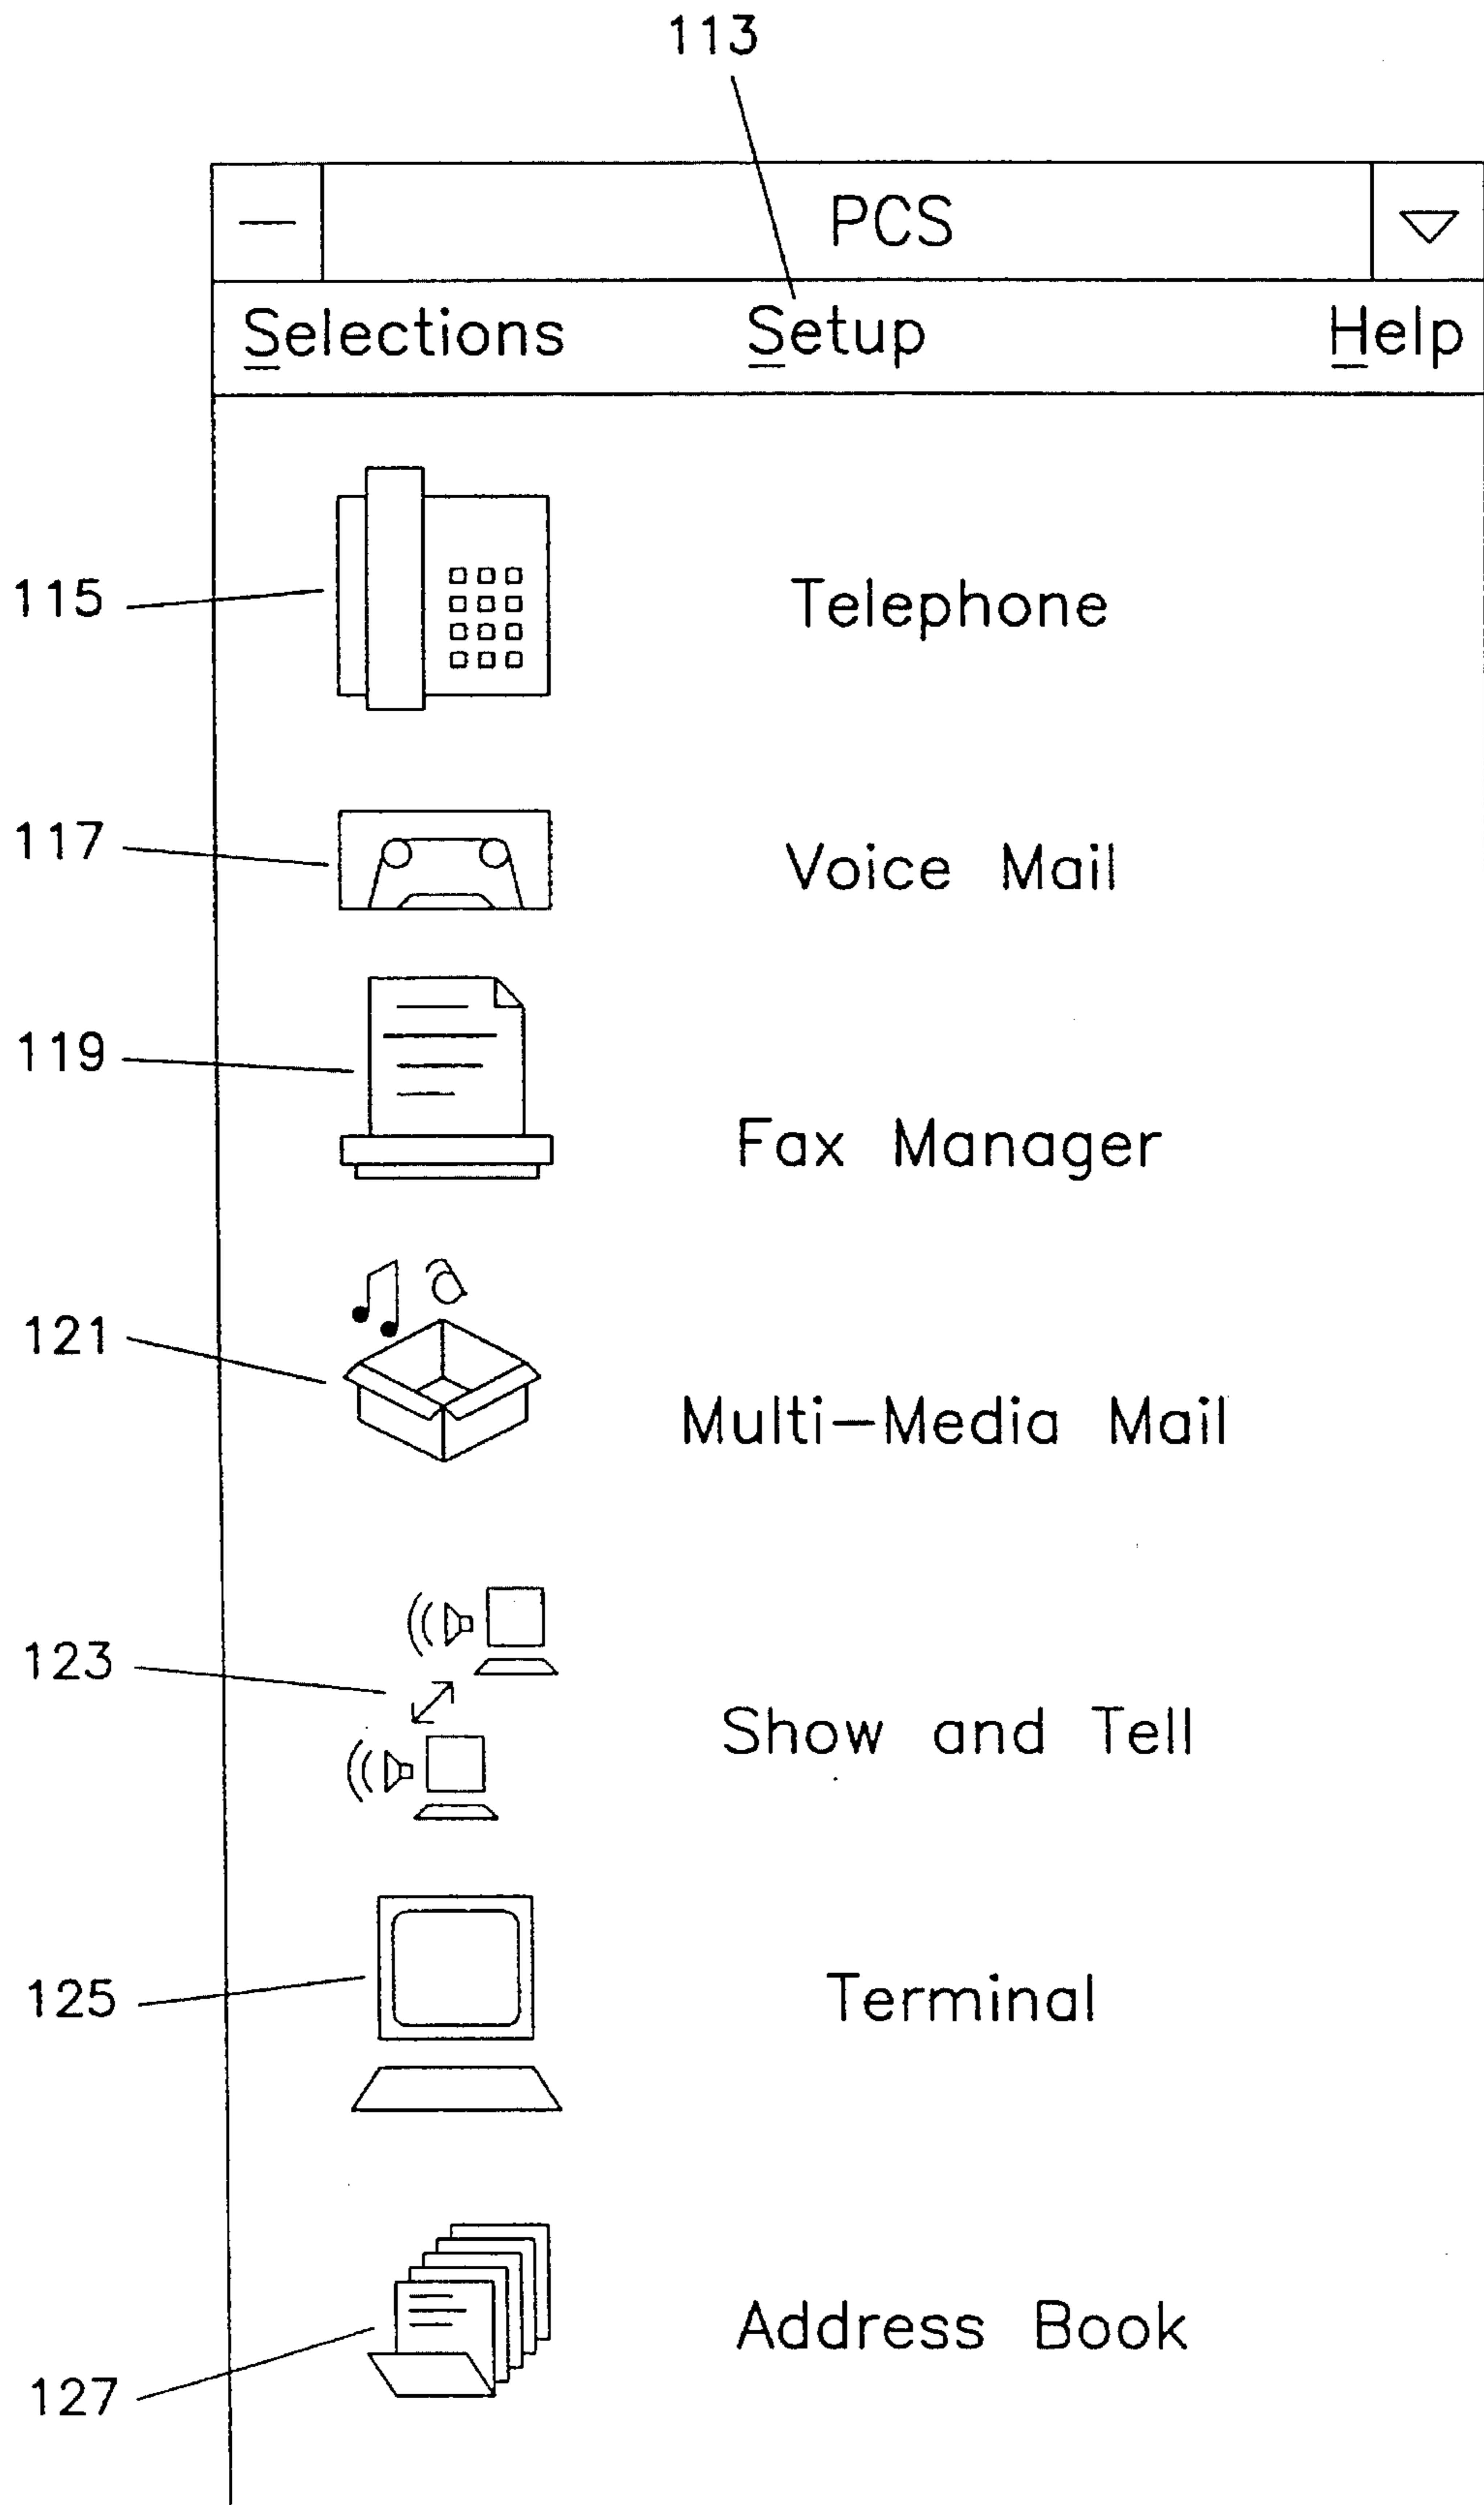 113
PCS
Selections Setup Help
115 Telephone
117 Voice Mail
119 Fax Manager
121 Multi-Media Mail
123 Show and Tell
125 Terminal
127 Address Book